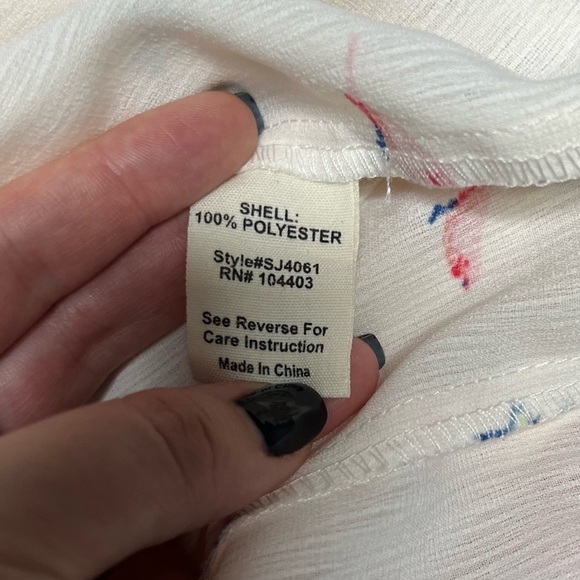 SHELL:
100% POLYESTER
Style#SJ4061
RN# 104403
See Reverse For
Care Instruction
Made In China